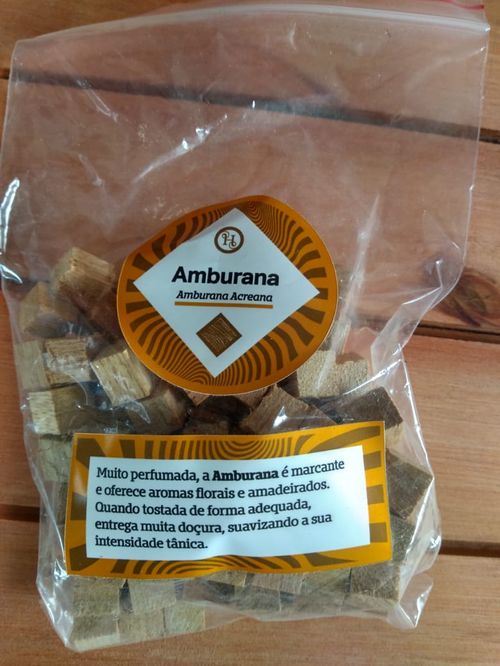 H
Amburana
Amburana Acreana
Muito perfumada, a Amburana é marcante
e oferece aromas florais e amadeirados.
Quando tostada de forma adequada,
entrega muita doçura, suavizando a sua
intensidade tânica.